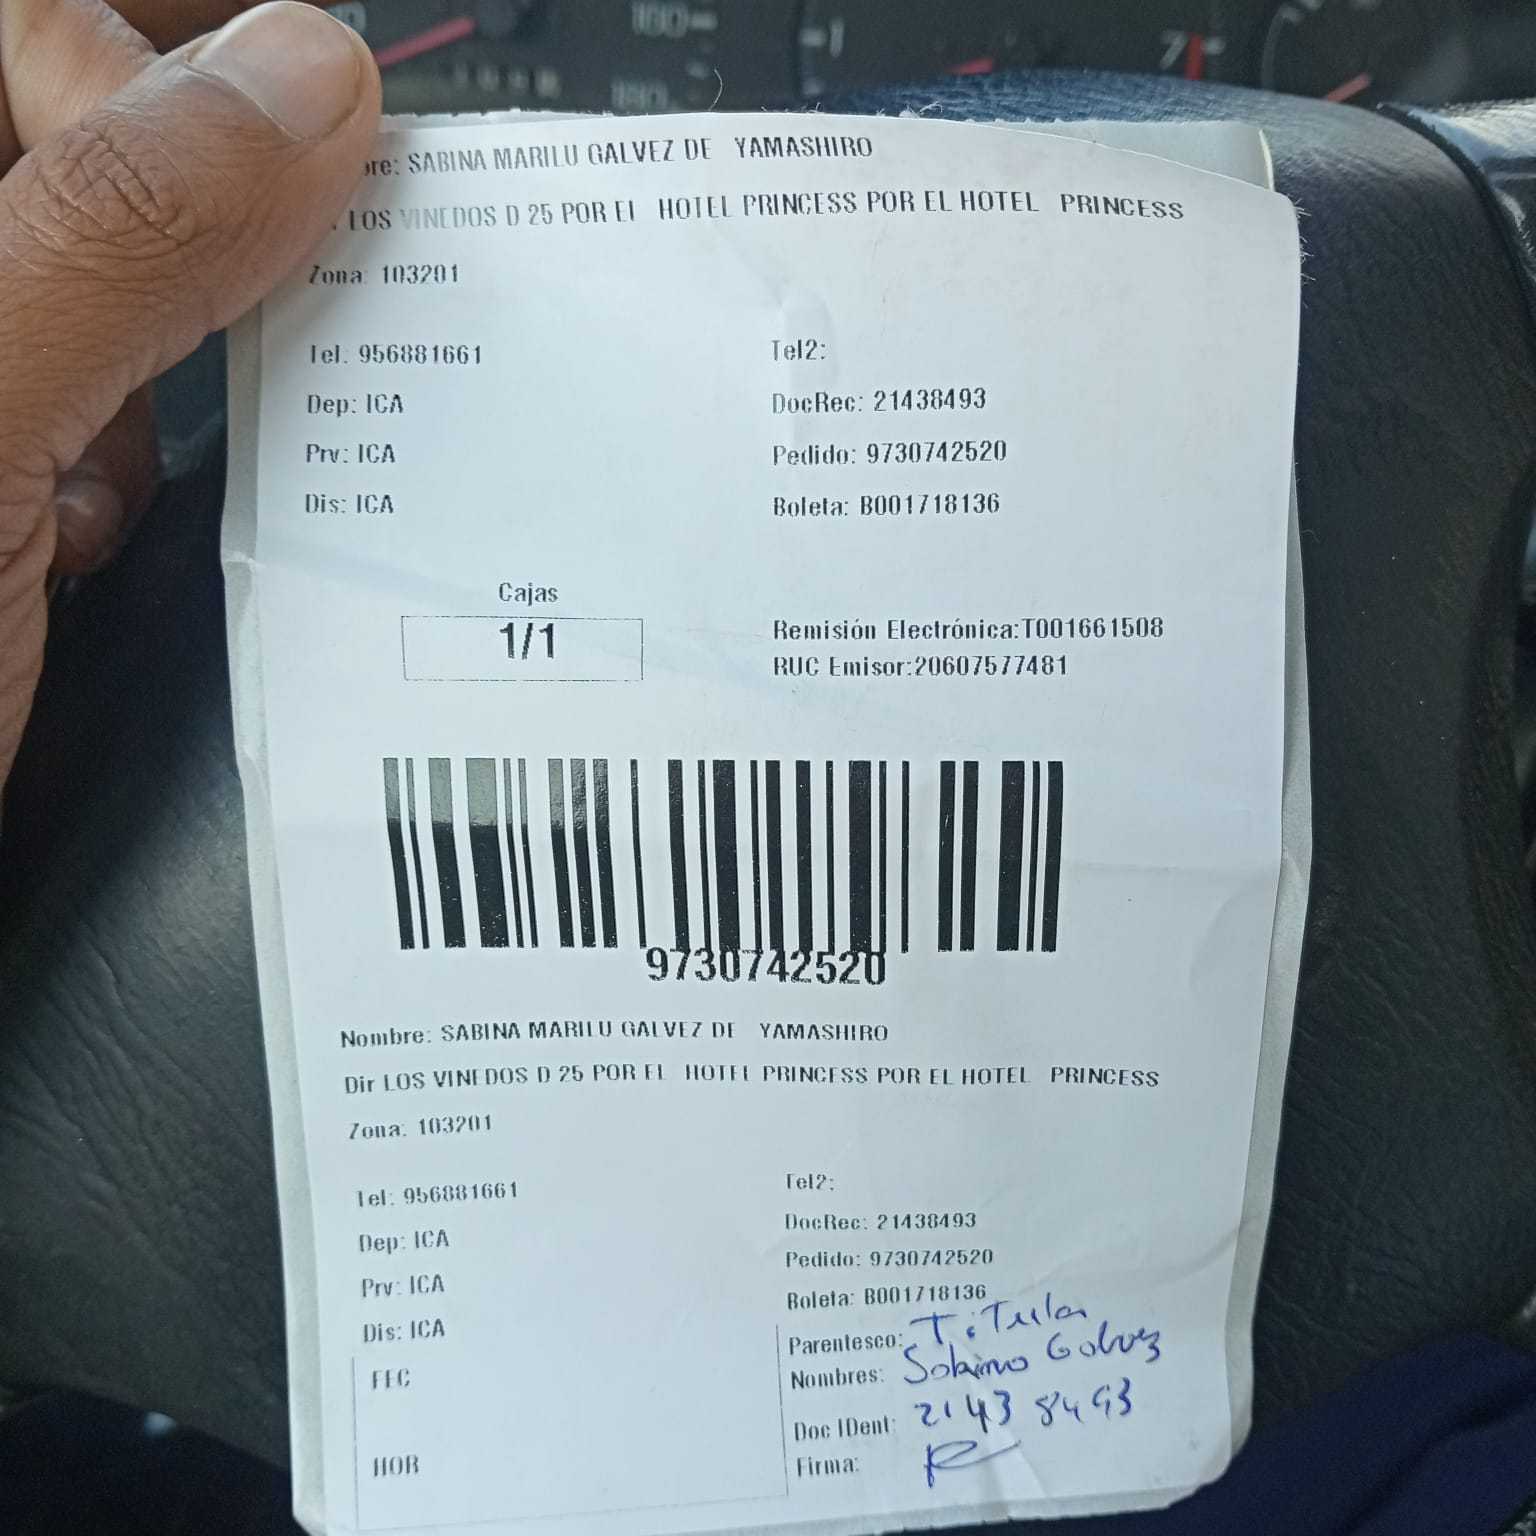 bre: SABINA MARILU GALVEZ DE YAMASHIRO
LOS VINEDOS D 25 POR El HOTEL PRINCESS POR EL HOTEL PRINCESS
Zona: 103201
Tel: 956881661 Tel2:
Dep: ICA DocRec: 21438493
Prv: ICA Pedido: 9730742520
Dis: ICA Boleta: B001718136
Cajas
1/1
Remisión Electrónica:T001661508
RUC Emisor:20607577481
9730742520
Nombre: SABINA MARILU GALVEZ DE YAMASHIRO
Dir LOS VINEDOS D 25 POR EL HOTEL PRINCESS POR EL HOTEL PRINCESS
Zona: 103201
Tel: 956881661 Tel2:
Dep: ICA DocRec: 21438493
Prv: ICA Pedido: 9730742520
Dis: ICA Boleta: B001718136
Parentesco: Titular
FEC Nombres: Sabina Galvez
Doc IDent: 21438493
HOR Firma: